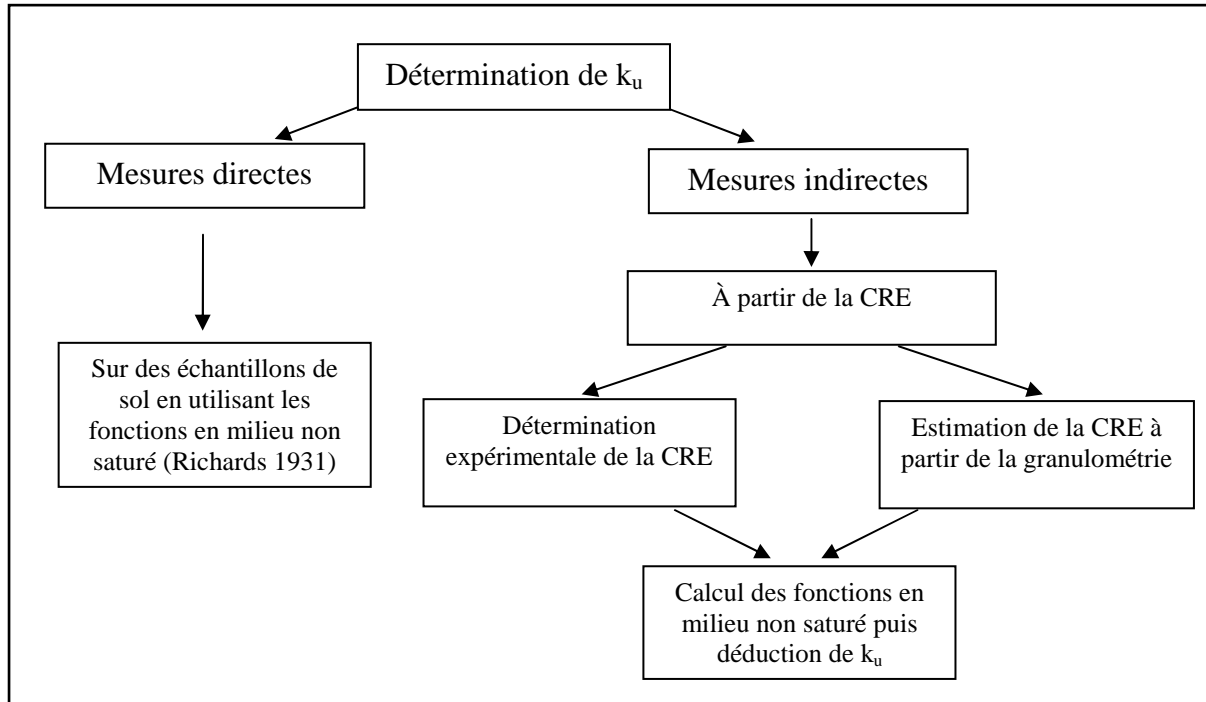 Détermination de kᵤ
Mesures directes
Mesures indirectes
À partir de la CRE
Sur des échantillons de
sol en utilisant les
fonctions en milieu non
saturé (Richards 1931)
Détermination
expérimentale de la CRE
Estimation de la CRE à
partir de la granulométrie
Calcul des fonctions en
milieu non saturé puis
déduction de kᵤ